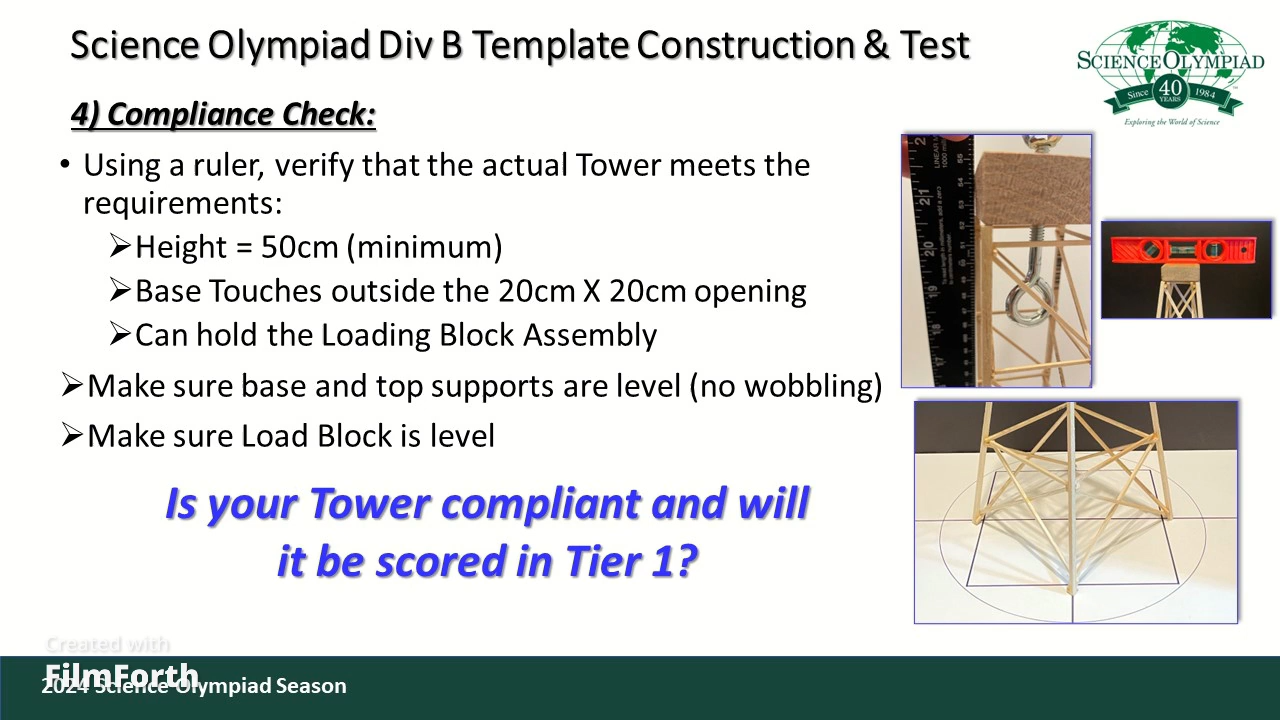 Science Olympiad Div B Template Construction & Test
SCIENCE OLYMPIAD
Since 40 YEARS 1984
Exploring the World of Science
4) Compliance Check:
• Using a ruler, verify that the actual Tower meets the
requirements:
➢Height = 50cm (minimum)
➢Base Touches outside the 20cm X 20cm opening
➢Can hold the Loading Block Assembly
➢Make sure base and top supports are level (no wobbling)
➢Make sure Load Block is level
Is your Tower compliant and will
it be scored in Tier 1?
Created with
FilmForth
2024 Science Olympiad Season